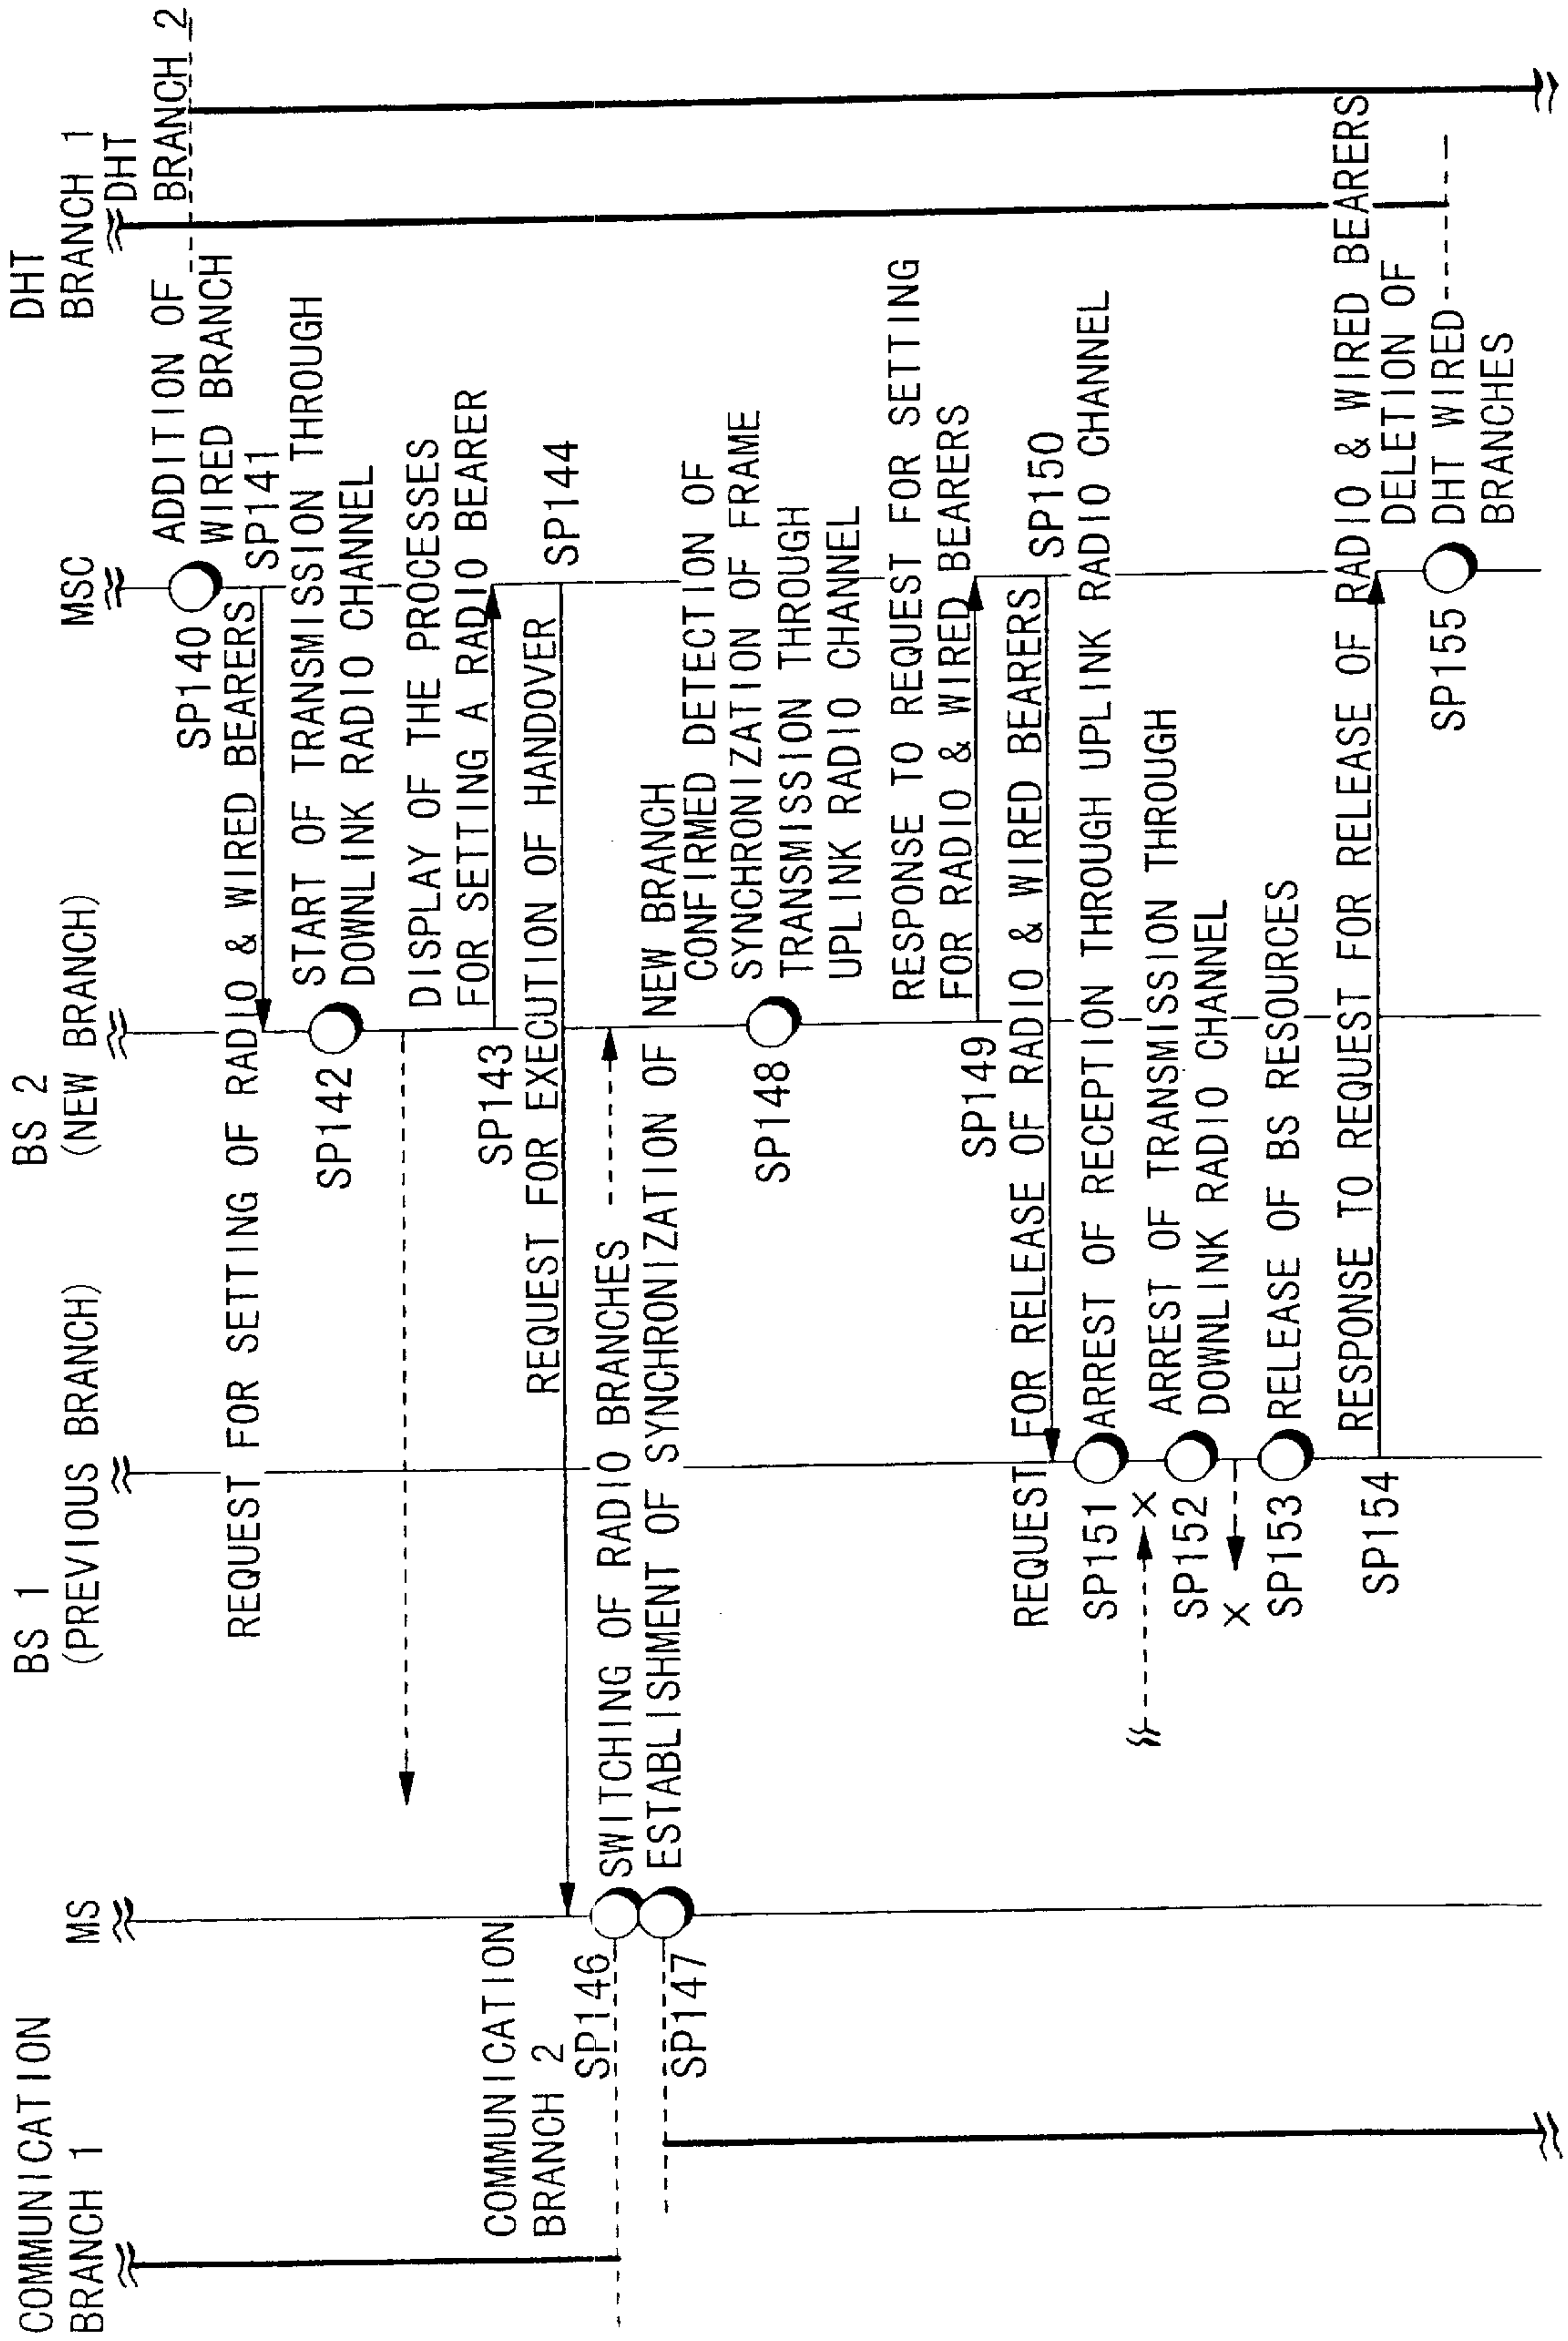 COMMUNICATION
BRANCH 1
MS
BS 1
(PREVIOUS BRANCH)
BS 2
(NEW BRANCH)
MSC
DHT
BRANCH 1
DHT
BRANCH 2
SP140
ADDITION OF
WIRED BRANCH
REQUEST FOR SETTING OF RADIO & WIRED BEARERS
SP141
SP142
START OF TRANSMISSION THROUGH
DOWNLINK RADIO CHANNEL
DISPLAY OF THE PROCESSES
FOR SETTING A RADIO BEARER
SP143
REQUEST FOR EXECUTION OF HANDOVER
SP144
COMMUNICATION
BRANCH 2
SP146
SWITCHING OF RADIO BRANCHES
ESTABLISHMENT OF SYNCHRONIZATION OF NEW BRANCH
SP147
SP148
CONFIRMED DETECTION OF
SYNCHRONIZATION OF FRAME
TRANSMISSION THROUGH
UPLINK RADIO CHANNEL
RESPONSE TO REQUEST FOR SETTING
FOR RADIO & WIRED BEARERS
SP149
REQUEST FOR RELEASE OF RADIO & WIRED BEARERS
SP150
SP151
ARREST OF RECEPTION THROUGH UPLINK RADIO CHANNEL
X
SP152
ARREST OF TRANSMISSION THROUGH
DOWNLINK RADIO CHANNEL
X
SP153
RELEASE OF BS RESOURCES
RESPONSE TO REQUEST FOR RELEASE OF RADIO & WIRED BEARERS
SP154
SP155
DELETION OF
DHT WIRED
BRANCHES